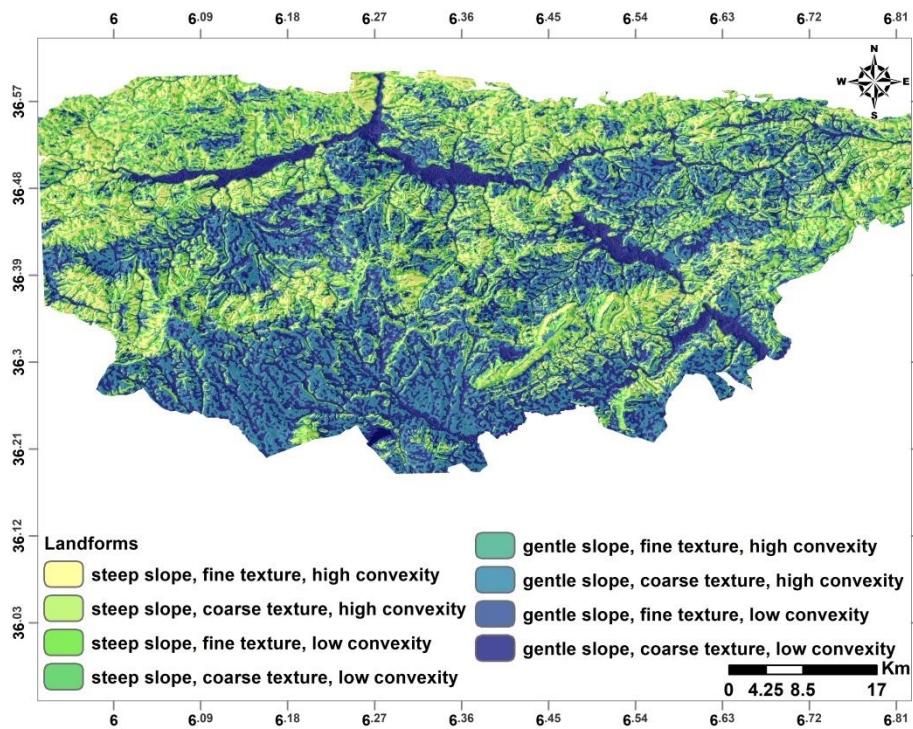 6 6.09 6.18 6.27 6.36 6.45 6.54 6.63 6.72 6.81
N
W E
S
36.57
36.48
36.39
36.3
36.21
36.12
36.03
Landforms
steep slope, fine texture, high convexity
steep slope, coarse texture, high convexity
steep slope, fine texture, low convexity
steep slope, coarse texture, low convexity
gentle slope, fine texture, high convexity
gentle slope, coarse texture, high convexity
gentle slope, fine texture, low convexity
gentle slope, coarse texture, low convexity
Km
0 4.25 8.5 17
6 6.09 6.18 6.27 6.36 6.45 6.54 6.63 6.72 6.81